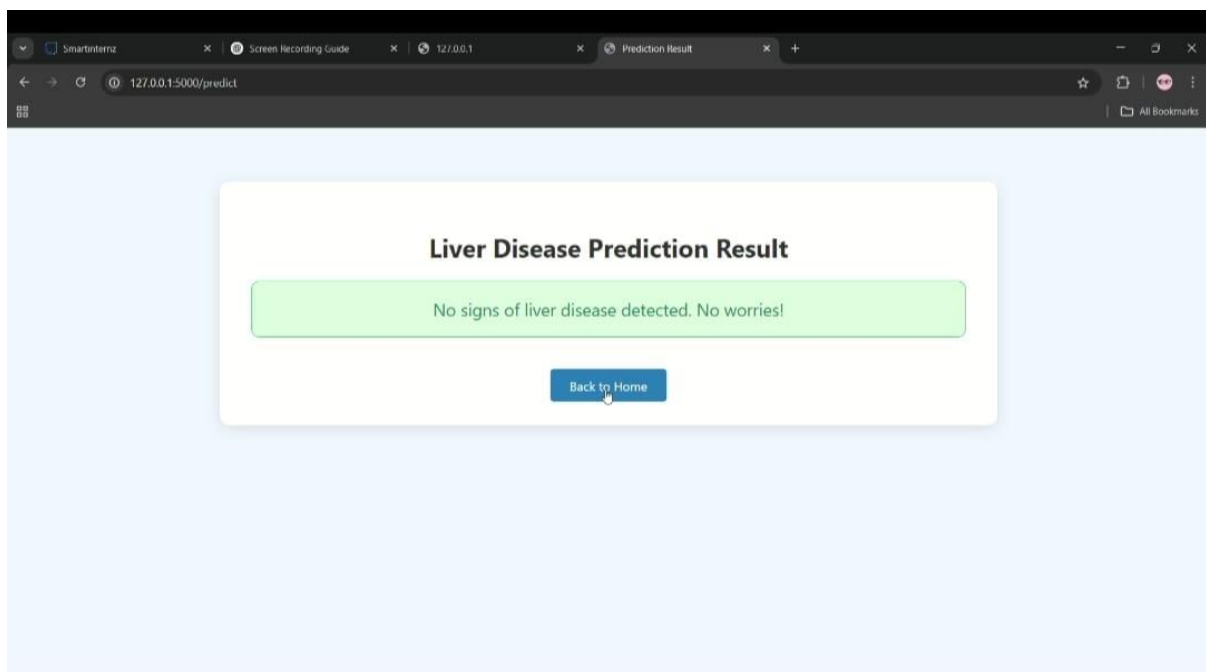 Smartinternz
Screen Recording Guide
127.0.0.1
Prediction Result
127.0.0.1:5000/predict
All Bookmarks
Liver Disease Prediction Result
No signs of liver disease detected. No worries!
Back to Home